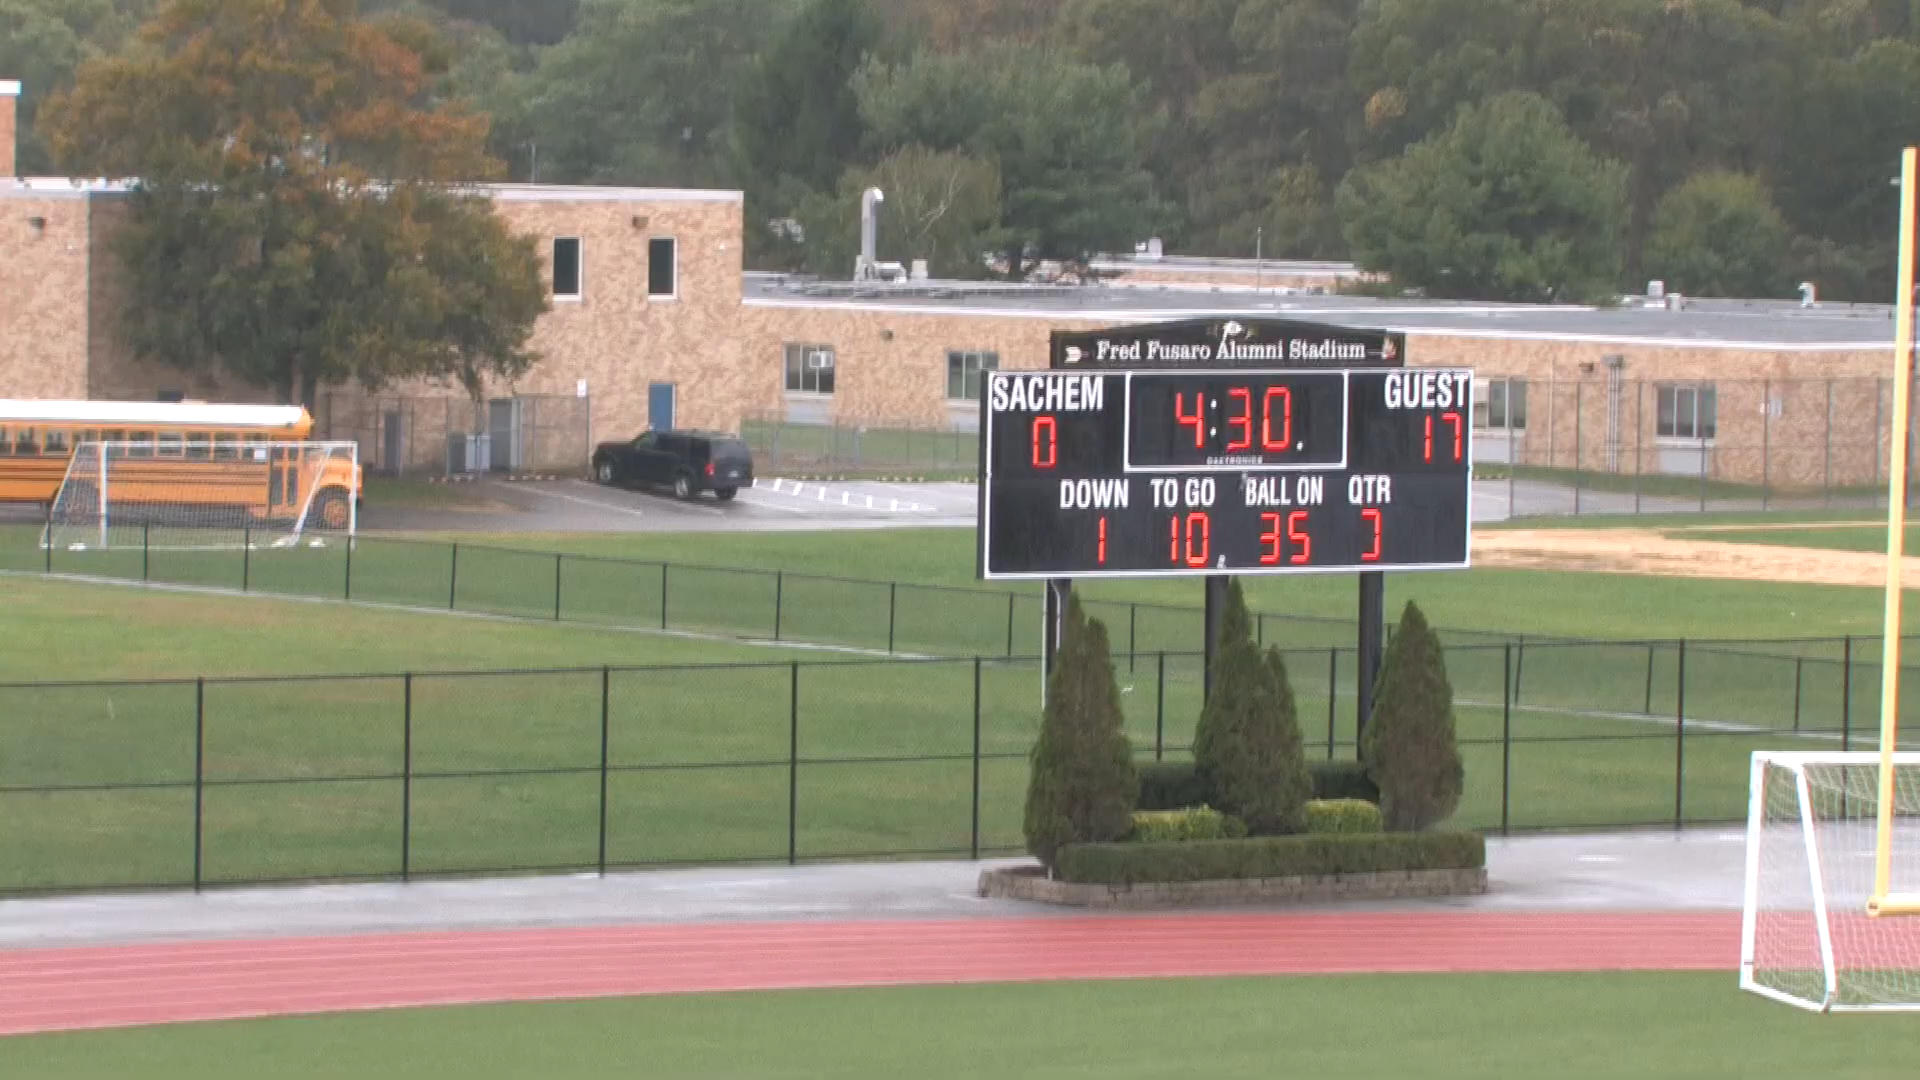 Fred Fusaro Alumni Stadium
SACHEM 4:30 GUEST
0 17
DAKTRONICS
DOWN TO GO BALL ON QTR
1 10 35 3